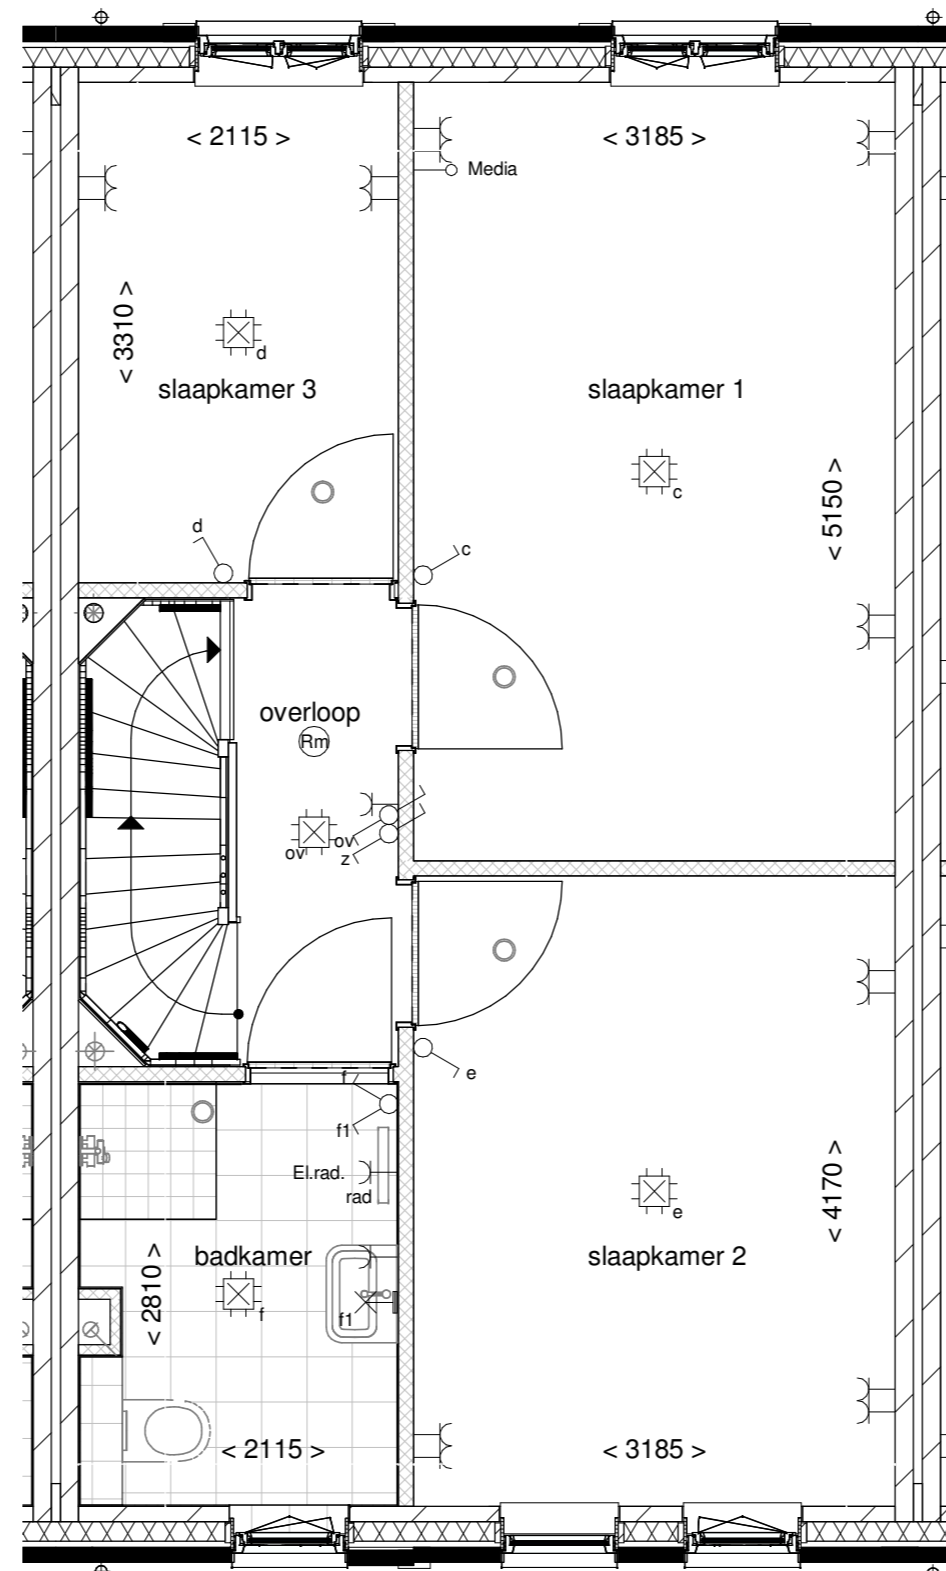 < 2115 >
< 3185 >
Media
< 3310 >
d
slaapkamer 3
slaapkamer 1
c
< 5150 >
d
c
overloop
Rm
ov
ov
z
e
f
f1
El.rad.
rad
< 4170 >
e
badkamer
slaapkamer 2
< 2810 >
f
f1
< 2115 >
< 3185 >